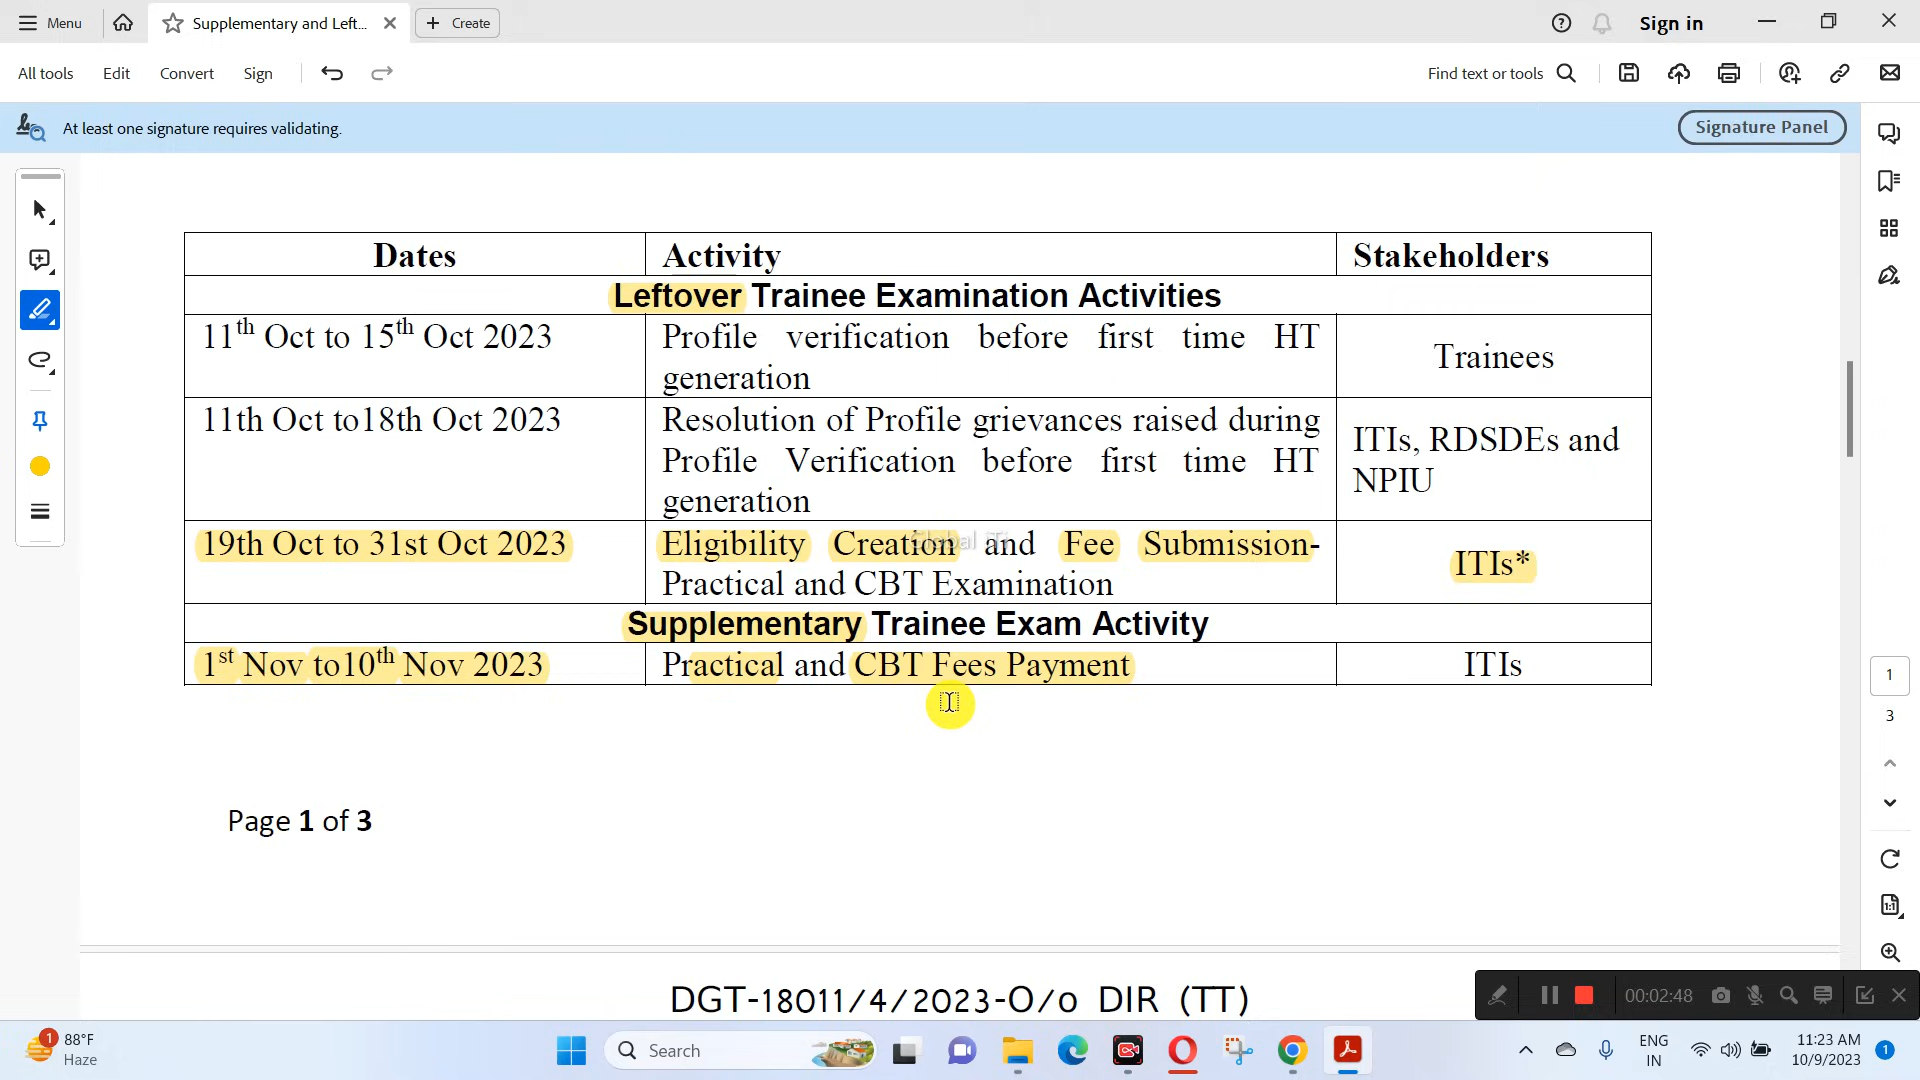 Menu
Supplementary and Left...
Create
Sign in
All tools
Edit
Convert
Sign
Find text or tools
At least one signature requires validating.
Signature Panel
Dates Activity Stakeholders
Leftover Trainee Examination Activities
11th Oct to 15th Oct 2023
Profile verification before first time HT
generation
Trainees
11th Oct to18th Oct 2023
Resolution of Profile grievances raised during
Profile Verification before first time HT
generation
ITIs, RDSDEs and
NPIU
19th Oct to 31st Oct 2023
Eligibility Creation and Fee Submission-
Practical and CBT Examination
ITIs*
Global iTi
Supplementary Trainee Exam Activity
1st Nov to10th Nov 2023
Practical and CBT Fees Payment
ITIs
Page 1 of 3
DGT-18011/4/2023-O/o DIR (TT)
1
3
1:1
00:02:48
1
88°F
Haze
Search
ENG
IN
11:23 AM
10/9/2023
1